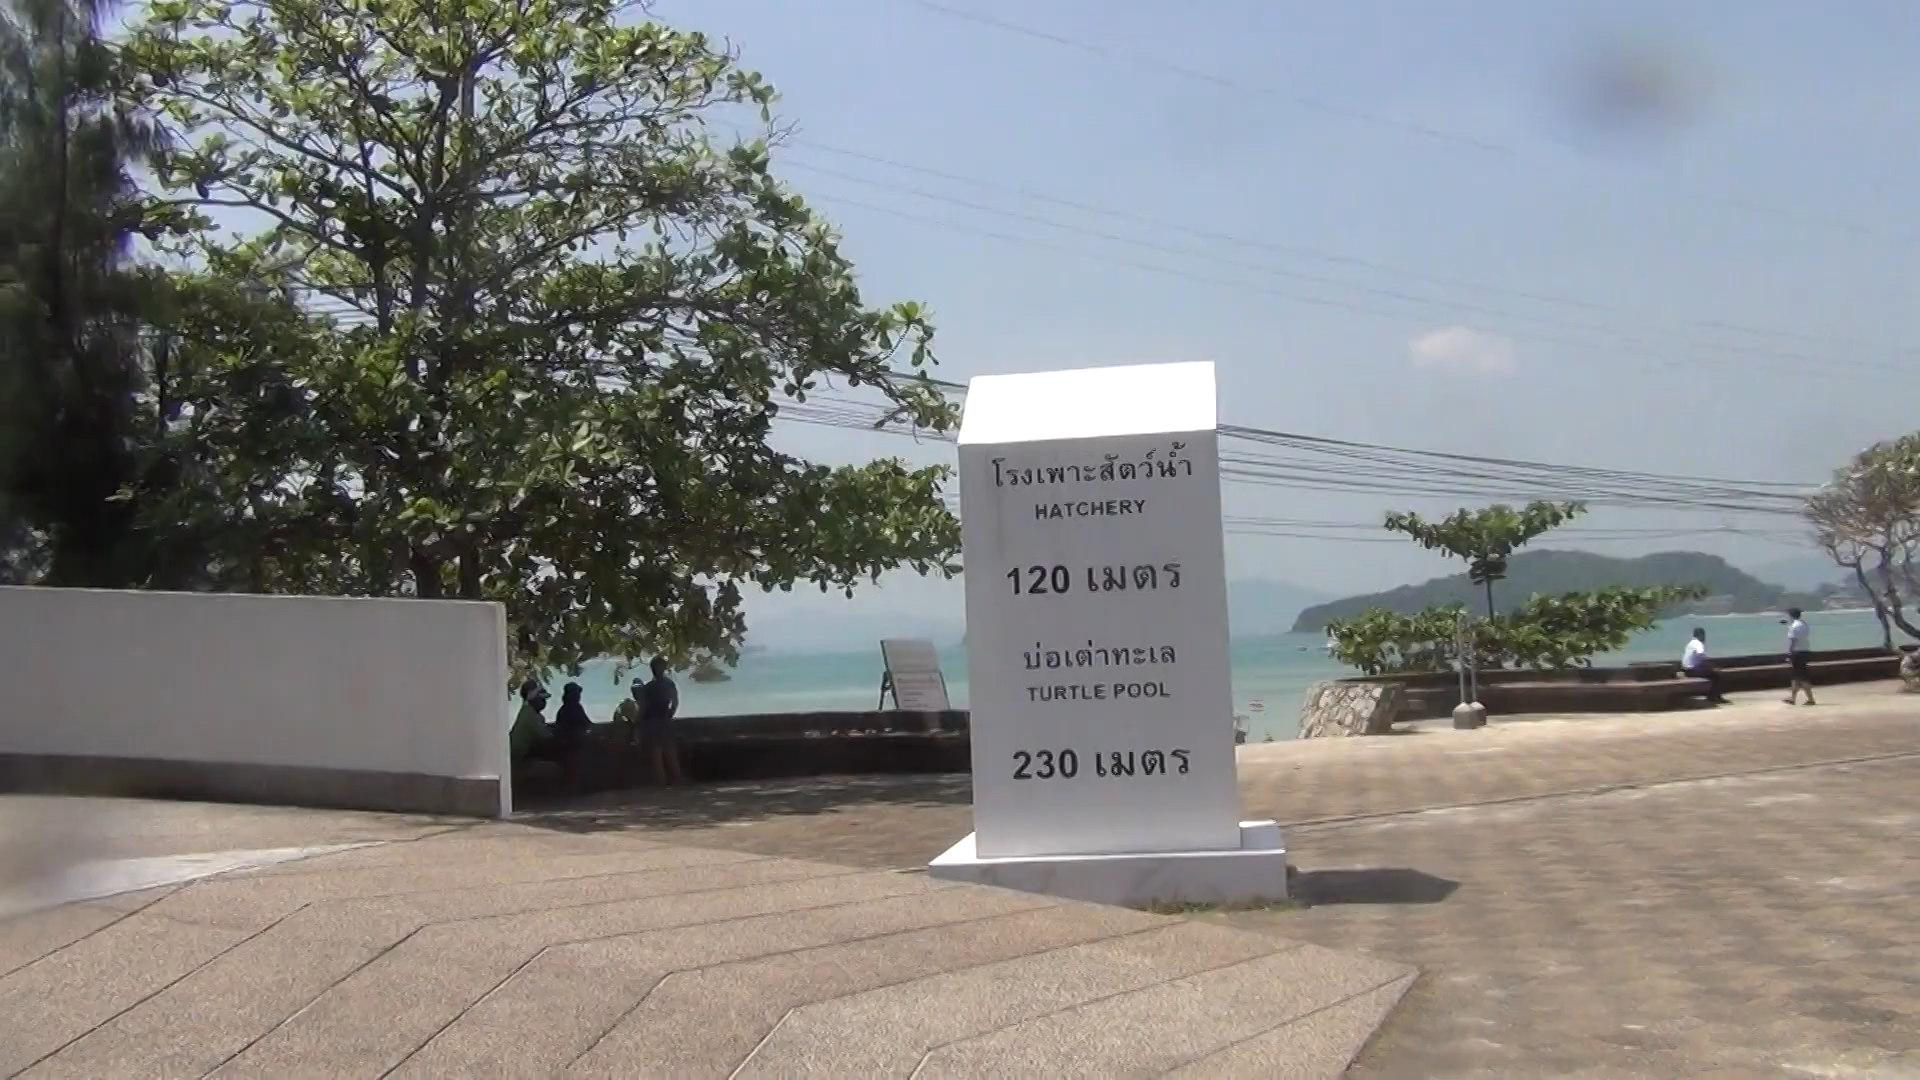 โรงเพาะสัตว์น้ำ
HATCHERY
120 เมตร
บ่อเต่าทะเล
TURTLE POOL
230 เมตร